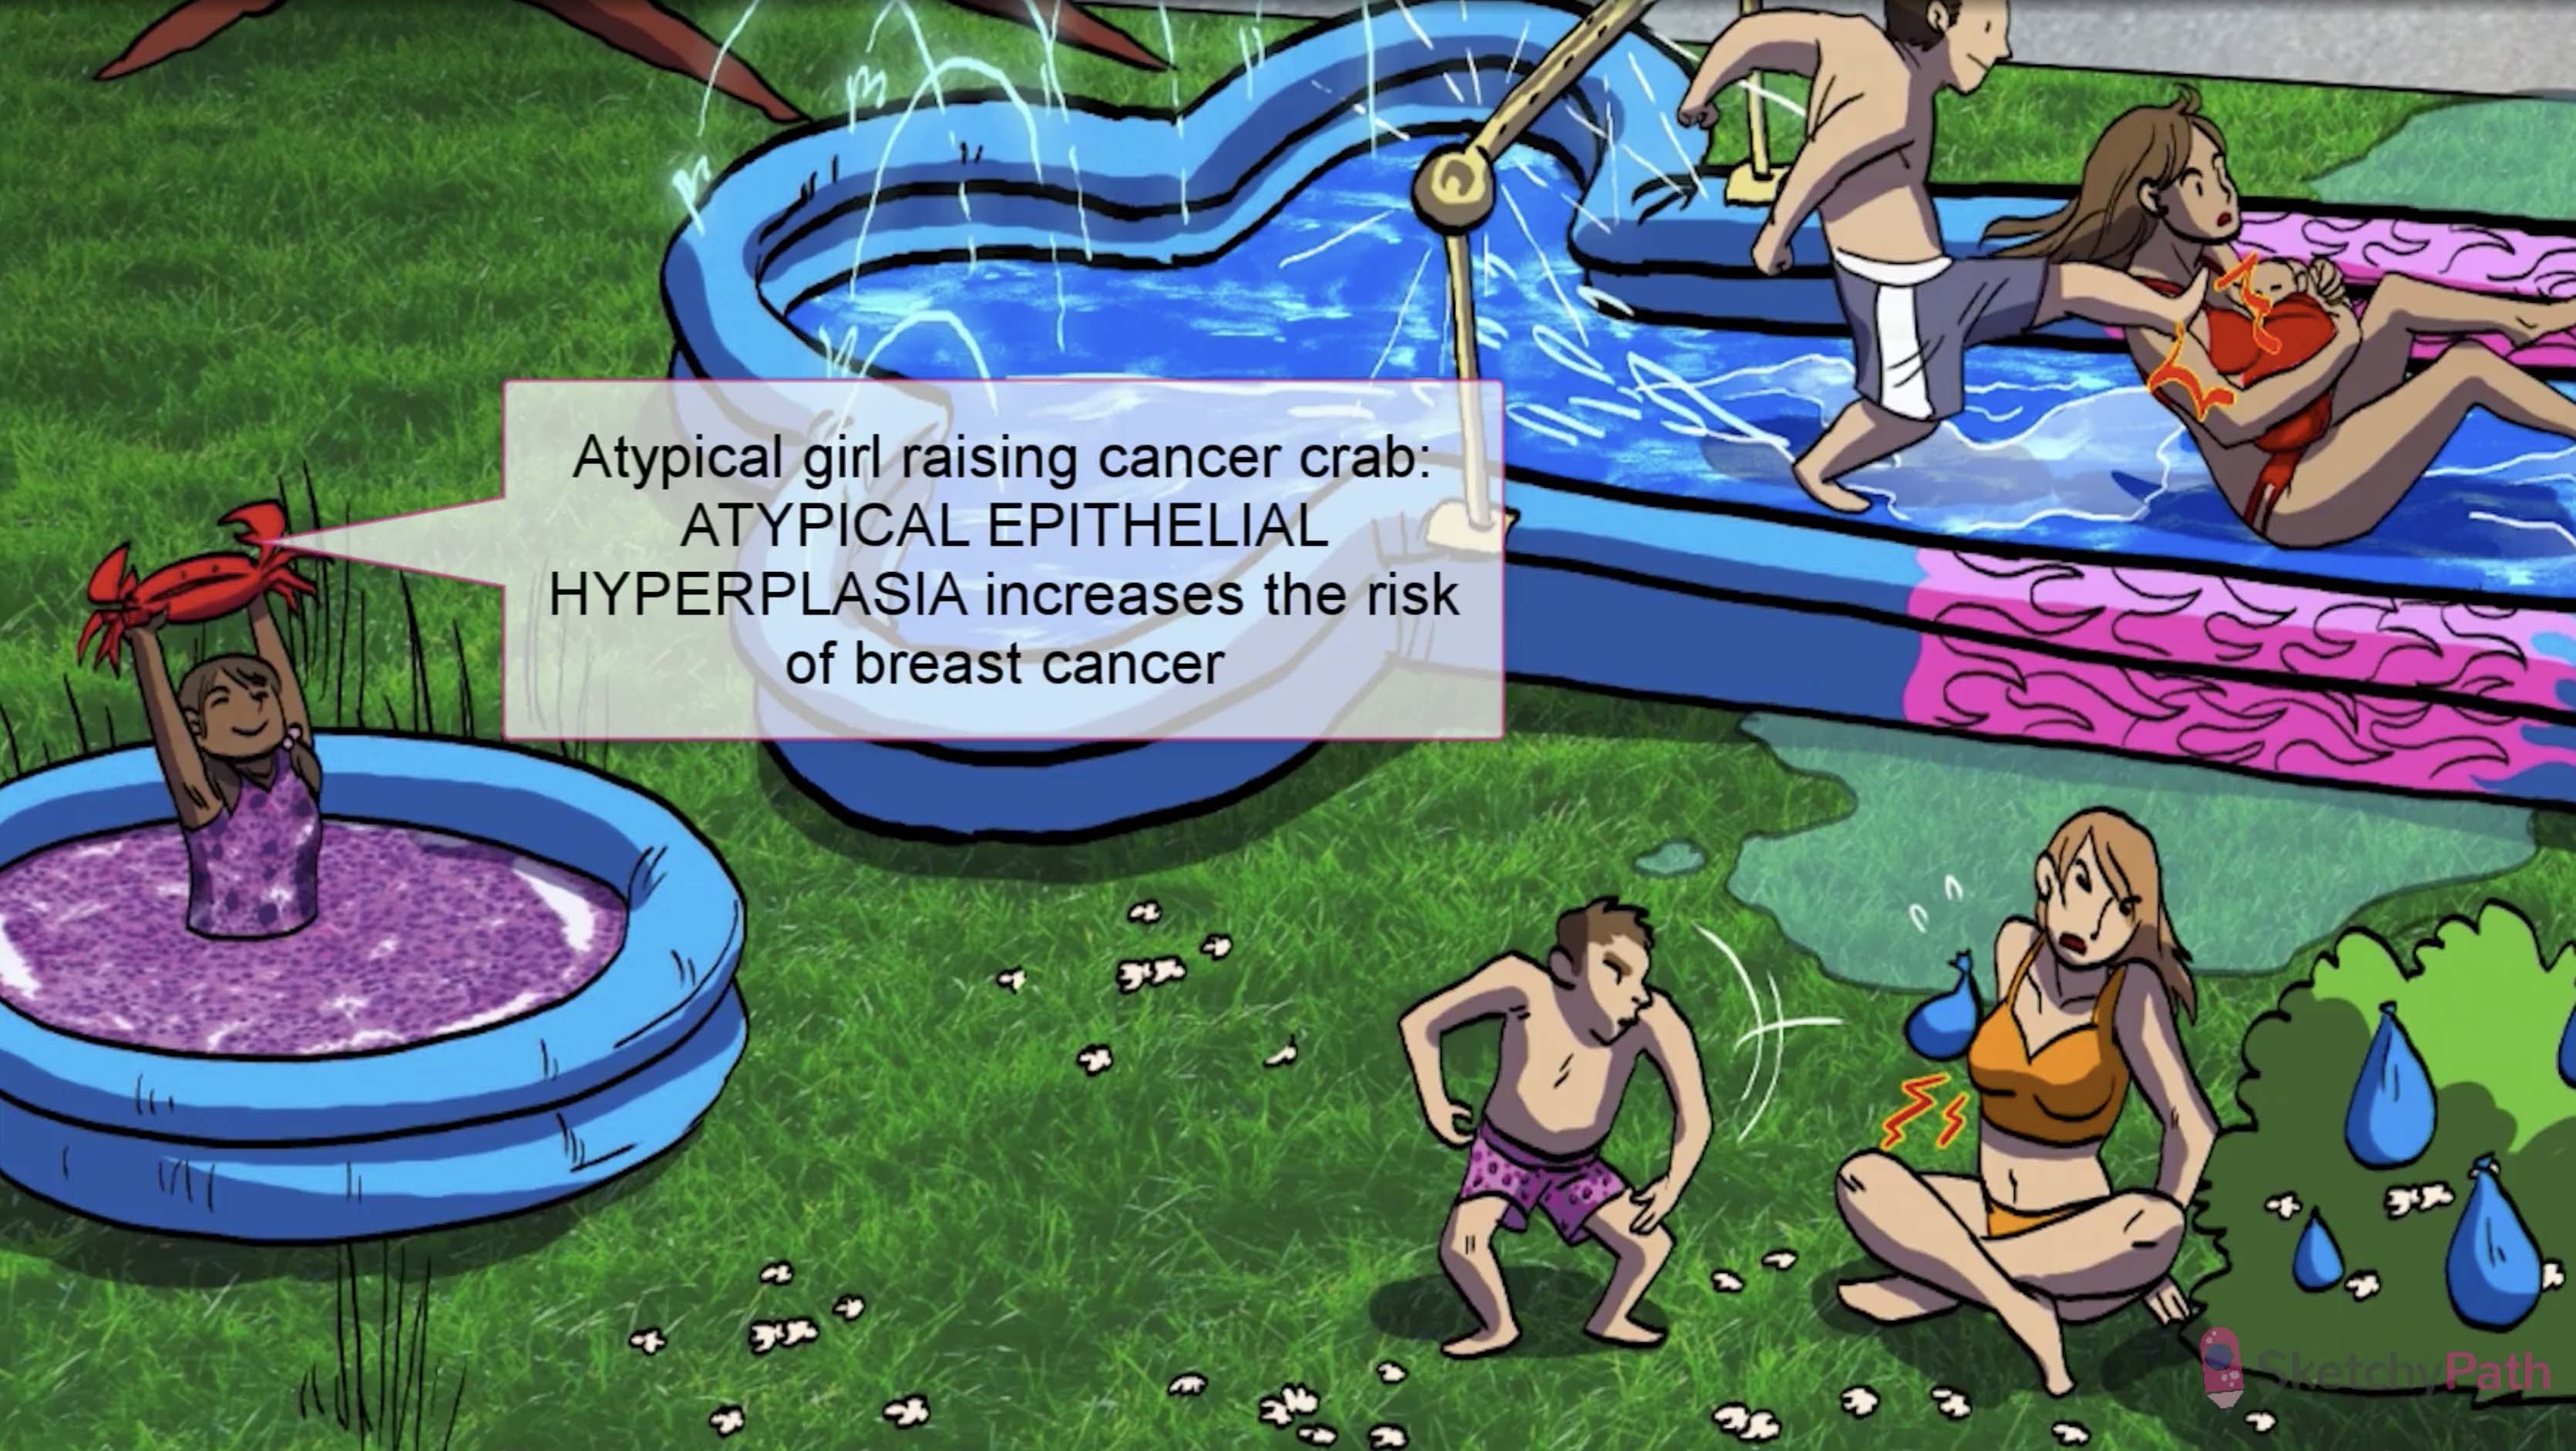 Atypical girl raising cancer crab:
ATYPICAL EPITHELIAL
HYPERPLASIA increases the risk
of breast cancer
SketchyPath